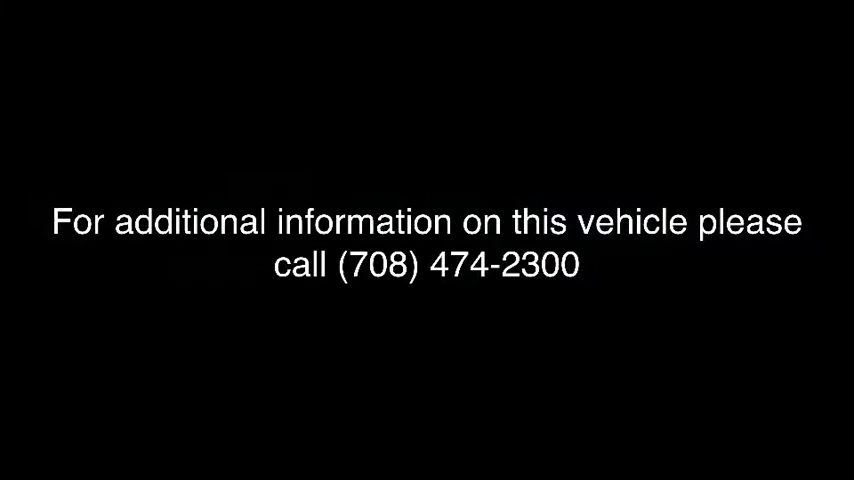 For additional information on this vehicle please
call (708) 474-2300